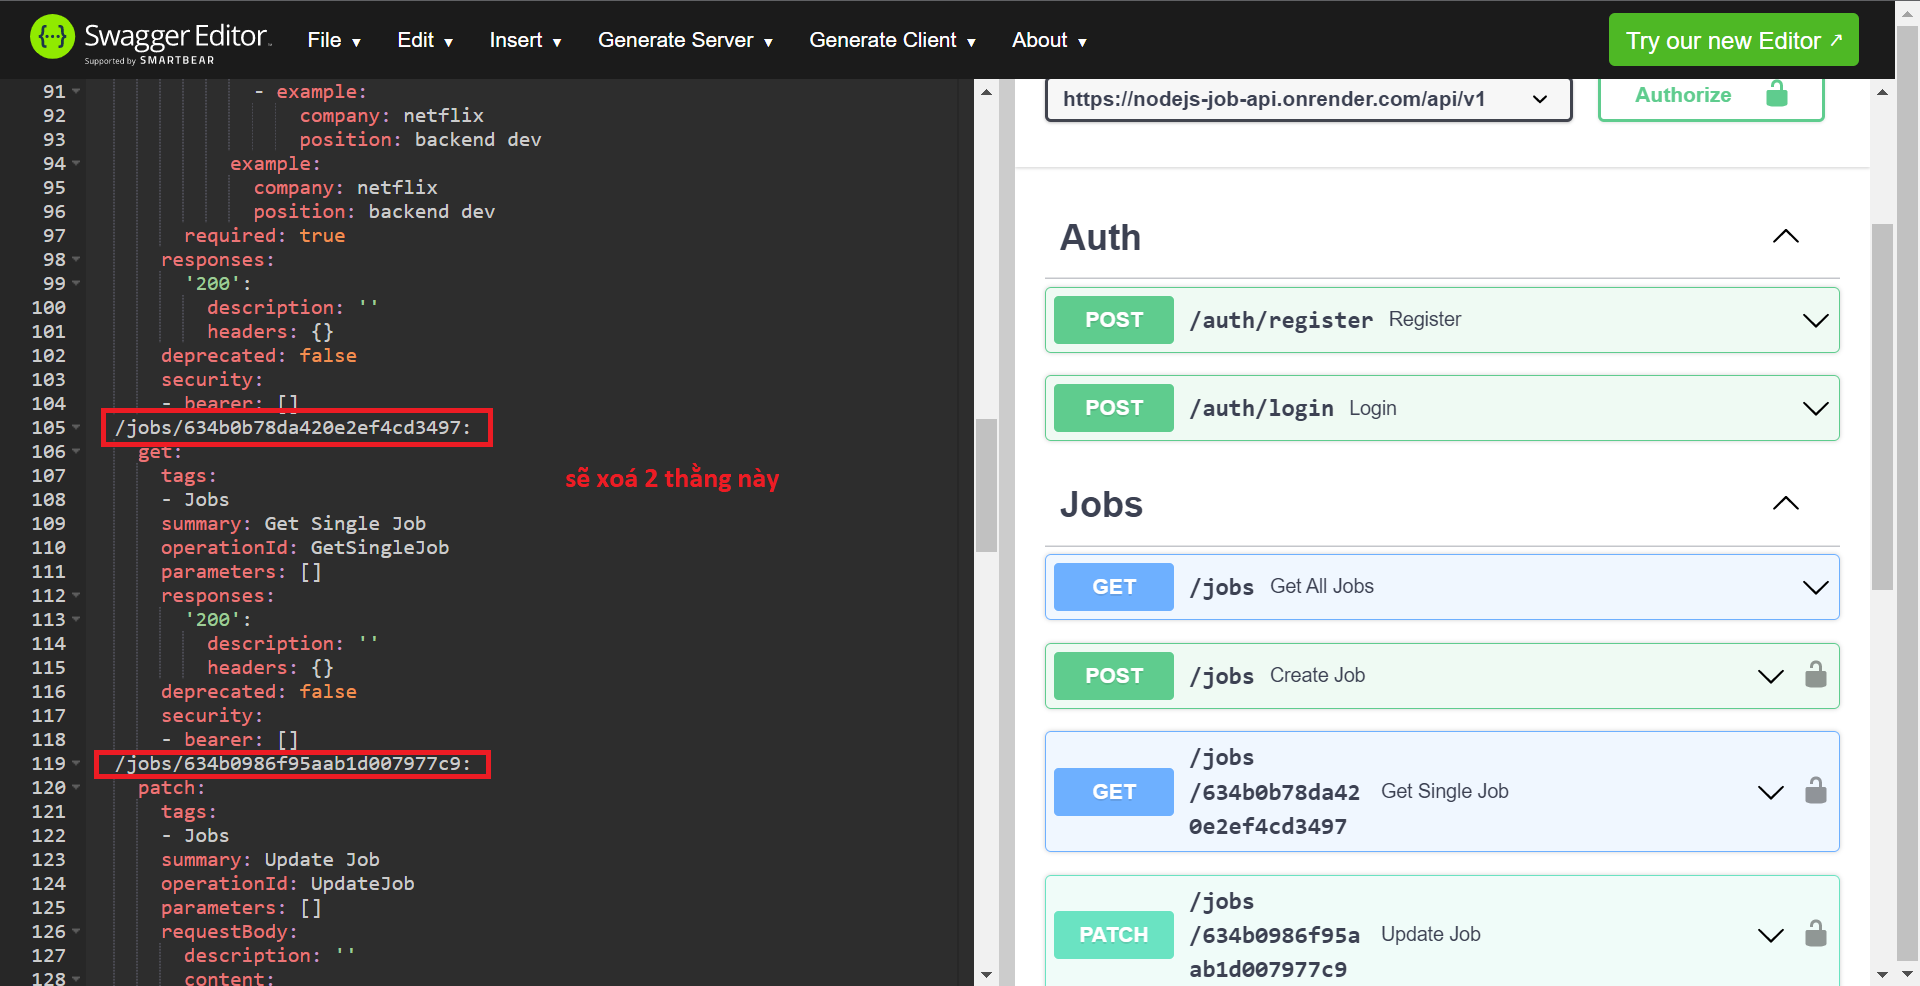 Swagger Editor.
Supported by SMARTBEAR
File ▼
Edit ▼
Insert ▼
Generate Server ▼
Generate Client ▼
About ▼
Try our new Editor ↗
91 - example:
92 company: netflix
93 position: backend dev
94 example:
95 company: netflix
96 position: backend dev
97 required: true
98 responses:
99 '200':
100 description: ''
101 headers: {}
102 deprecated: false
103 security:
104 - bearer: []
105 /jobs/634b0b78da420e2ef4cd3497:
106 get:
107 tags:
108 - Jobs
109 summary: Get Single Job
110 operationId: GetSingleJob
111 parameters: []
112 responses:
113 '200':
114 description: ''
115 headers: {}
116 deprecated: false
117 security:
118 - bearer: []
119 /jobs/634b0986f95aab1d007977c9:
120 patch:
121 tags:
122 - Jobs
123 summary: Update Job
124 operationId: UpdateJob
125 parameters: []
126 requestBody:
127 description: ''
128 content:
sẽ xoá 2 thằng này
https://nodejs-job-api.onrender.com/api/v1
Authorize
Auth
POST /auth/register Register
POST /auth/login Login
Jobs
GET /jobs Get All Jobs
POST /jobs Create Job
/jobs
GET /634b0b78da42 Get Single Job
0e2ef4cd3497
/jobs
PATCH /634b0986f95a Update Job
ab1d007977c9